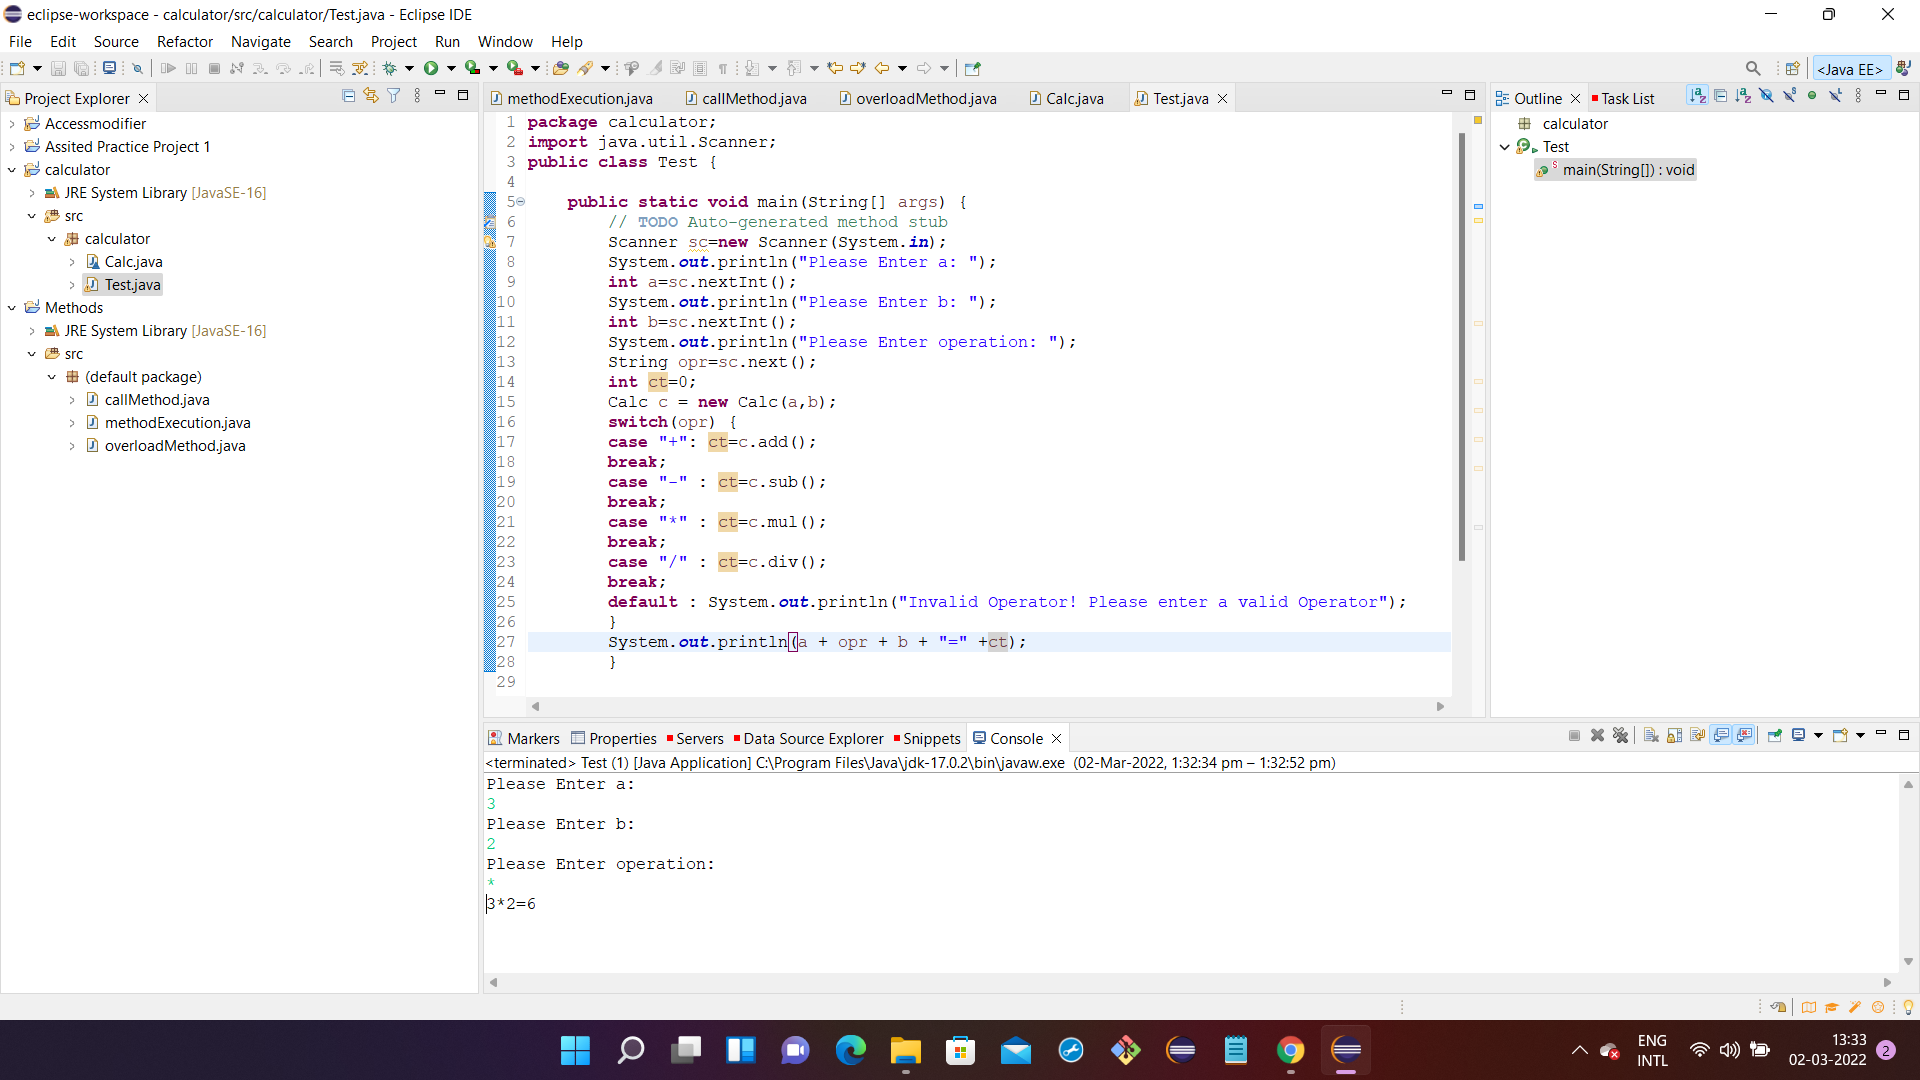 eclipse-workspace - calculator/src/calculator/Test.java - Eclipse IDE
File Edit Source Refactor Navigate Search Project Run Window Help
<Java EE>
Project Explorer
Accessmodifier
Assited Practice Project 1
calculator
JRE System Library [JavaSE-16]
src
calculator
Calc.java
Test.java
Methods
JRE System Library [JavaSE-16]
src
(default package)
callMethod.java
methodExecution.java
overloadMethod.java
methodExecution.java callMethod.java overloadMethod.java Calc.java Test.java
1 package calculator;
2 import java.util.Scanner;
3 public class Test {
4
5 public static void main(String[] args) {
6 // TODO Auto-generated method stub
7 Scanner sc=new Scanner(System.in);
8 System.out.println("Please Enter a: ");
9 int a=sc.nextInt();
10 System.out.println("Please Enter b: ");
11 int b=sc.nextInt();
12 System.out.println("Please Enter operation: ");
13 String opr=sc.next();
14 int ct=0;
15 Calc c = new Calc(a,b);
16 switch(opr) {
17 case "+": ct=c.add();
18 break;
19 case "-" : ct=c.sub();
20 break;
21 case "*" : ct=c.mul();
22 break;
23 case "/" : ct=c.div();
24 break;
25 default : System.out.println("Invalid Operator! Please enter a valid Operator");
26 }
27 System.out.println(a + opr + b + "=" +ct);
28 }
29
Outline Task List
calculator
Test
main(String[]) : void
Markers Properties Servers Data Source Explorer Snippets Console
<terminated> Test (1) [Java Application] C:\Program Files\Java\jdk-17.0.2\bin\javaw.exe (02-Mar-2022, 1:32:34 pm – 1:32:52 pm)
Please Enter a:
3
Please Enter b:
2
Please Enter operation:
*
3*2=6
ENG
INTL
13:33
02-03-2022
2